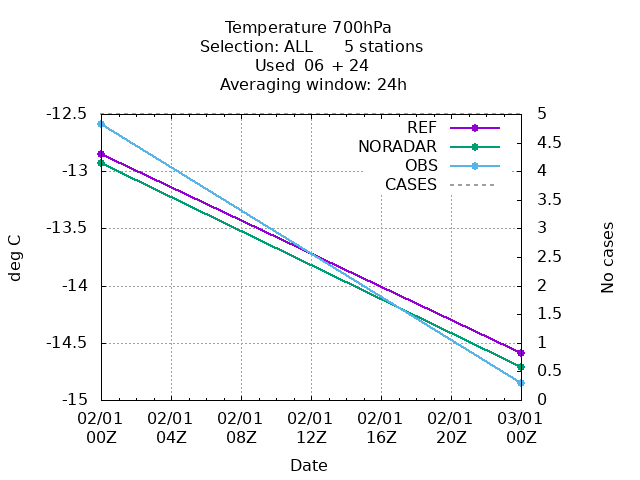 Temperature 700hPa
Selection: ALL      5 stations
Used  06 + 24
Averaging window: 24h
REF
NORADAR
OBS
CASES
-12.5
-13
-13.5
-14
-14.5
-15
5
4.5
4
3.5
3
2.5
2
1.5
1
0.5
0
deg C
No cases
02/01 02/01 02/01 02/01 02/01 02/01 03/01
00Z 04Z 08Z 12Z 16Z 20Z 00Z
Date